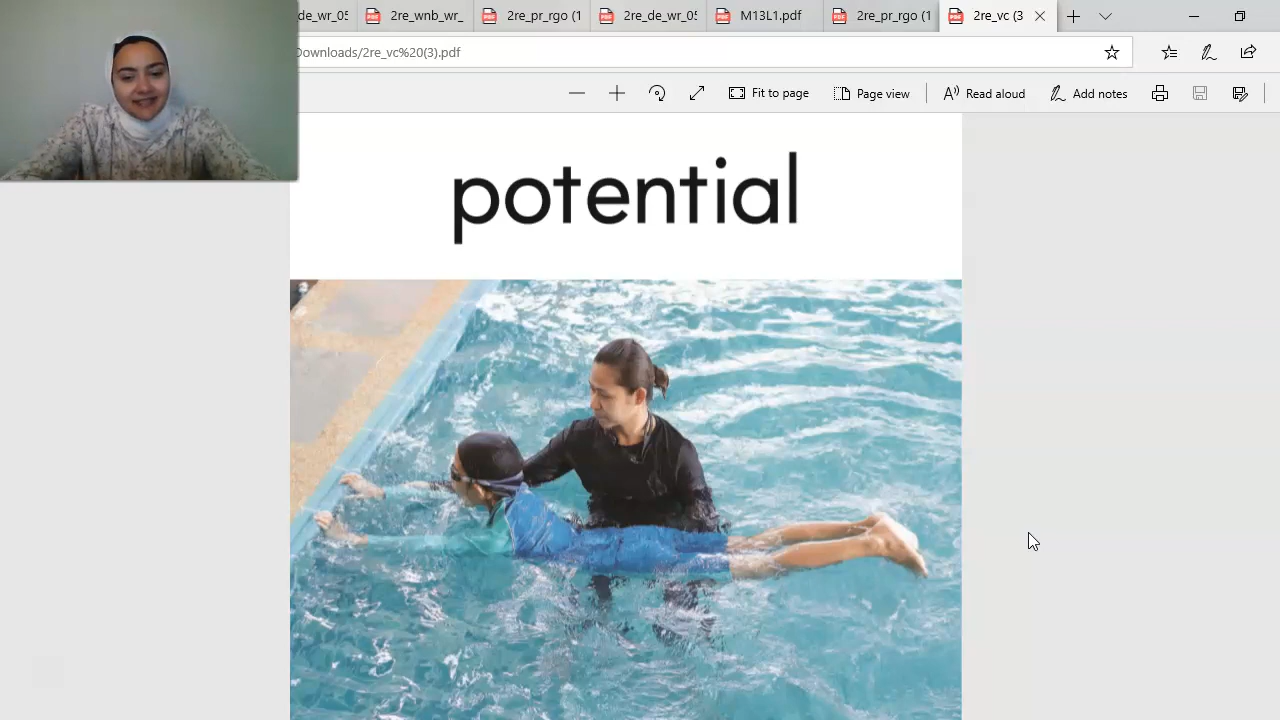 de_wr_05 2re_wnb_wr_ 2re_pr_rgo (1 2re_de_wr_05 M13L1.pdf 2re_pr_rgo (1 2re_vc (3
Downloads/2re_vc%20(3).pdf
Fit to page Page view Read aloud Add notes
potential